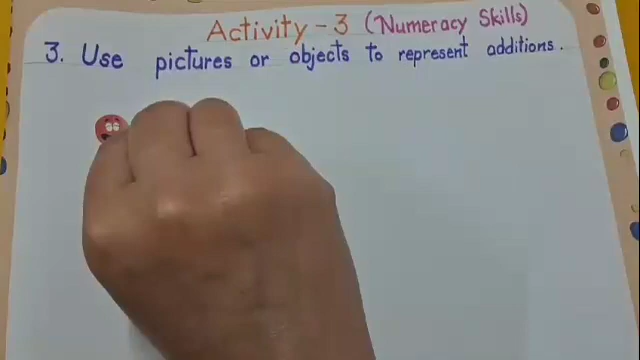 Activity - 3 (Numeracy Skills)
3. Use pictures or objects to represent additions.